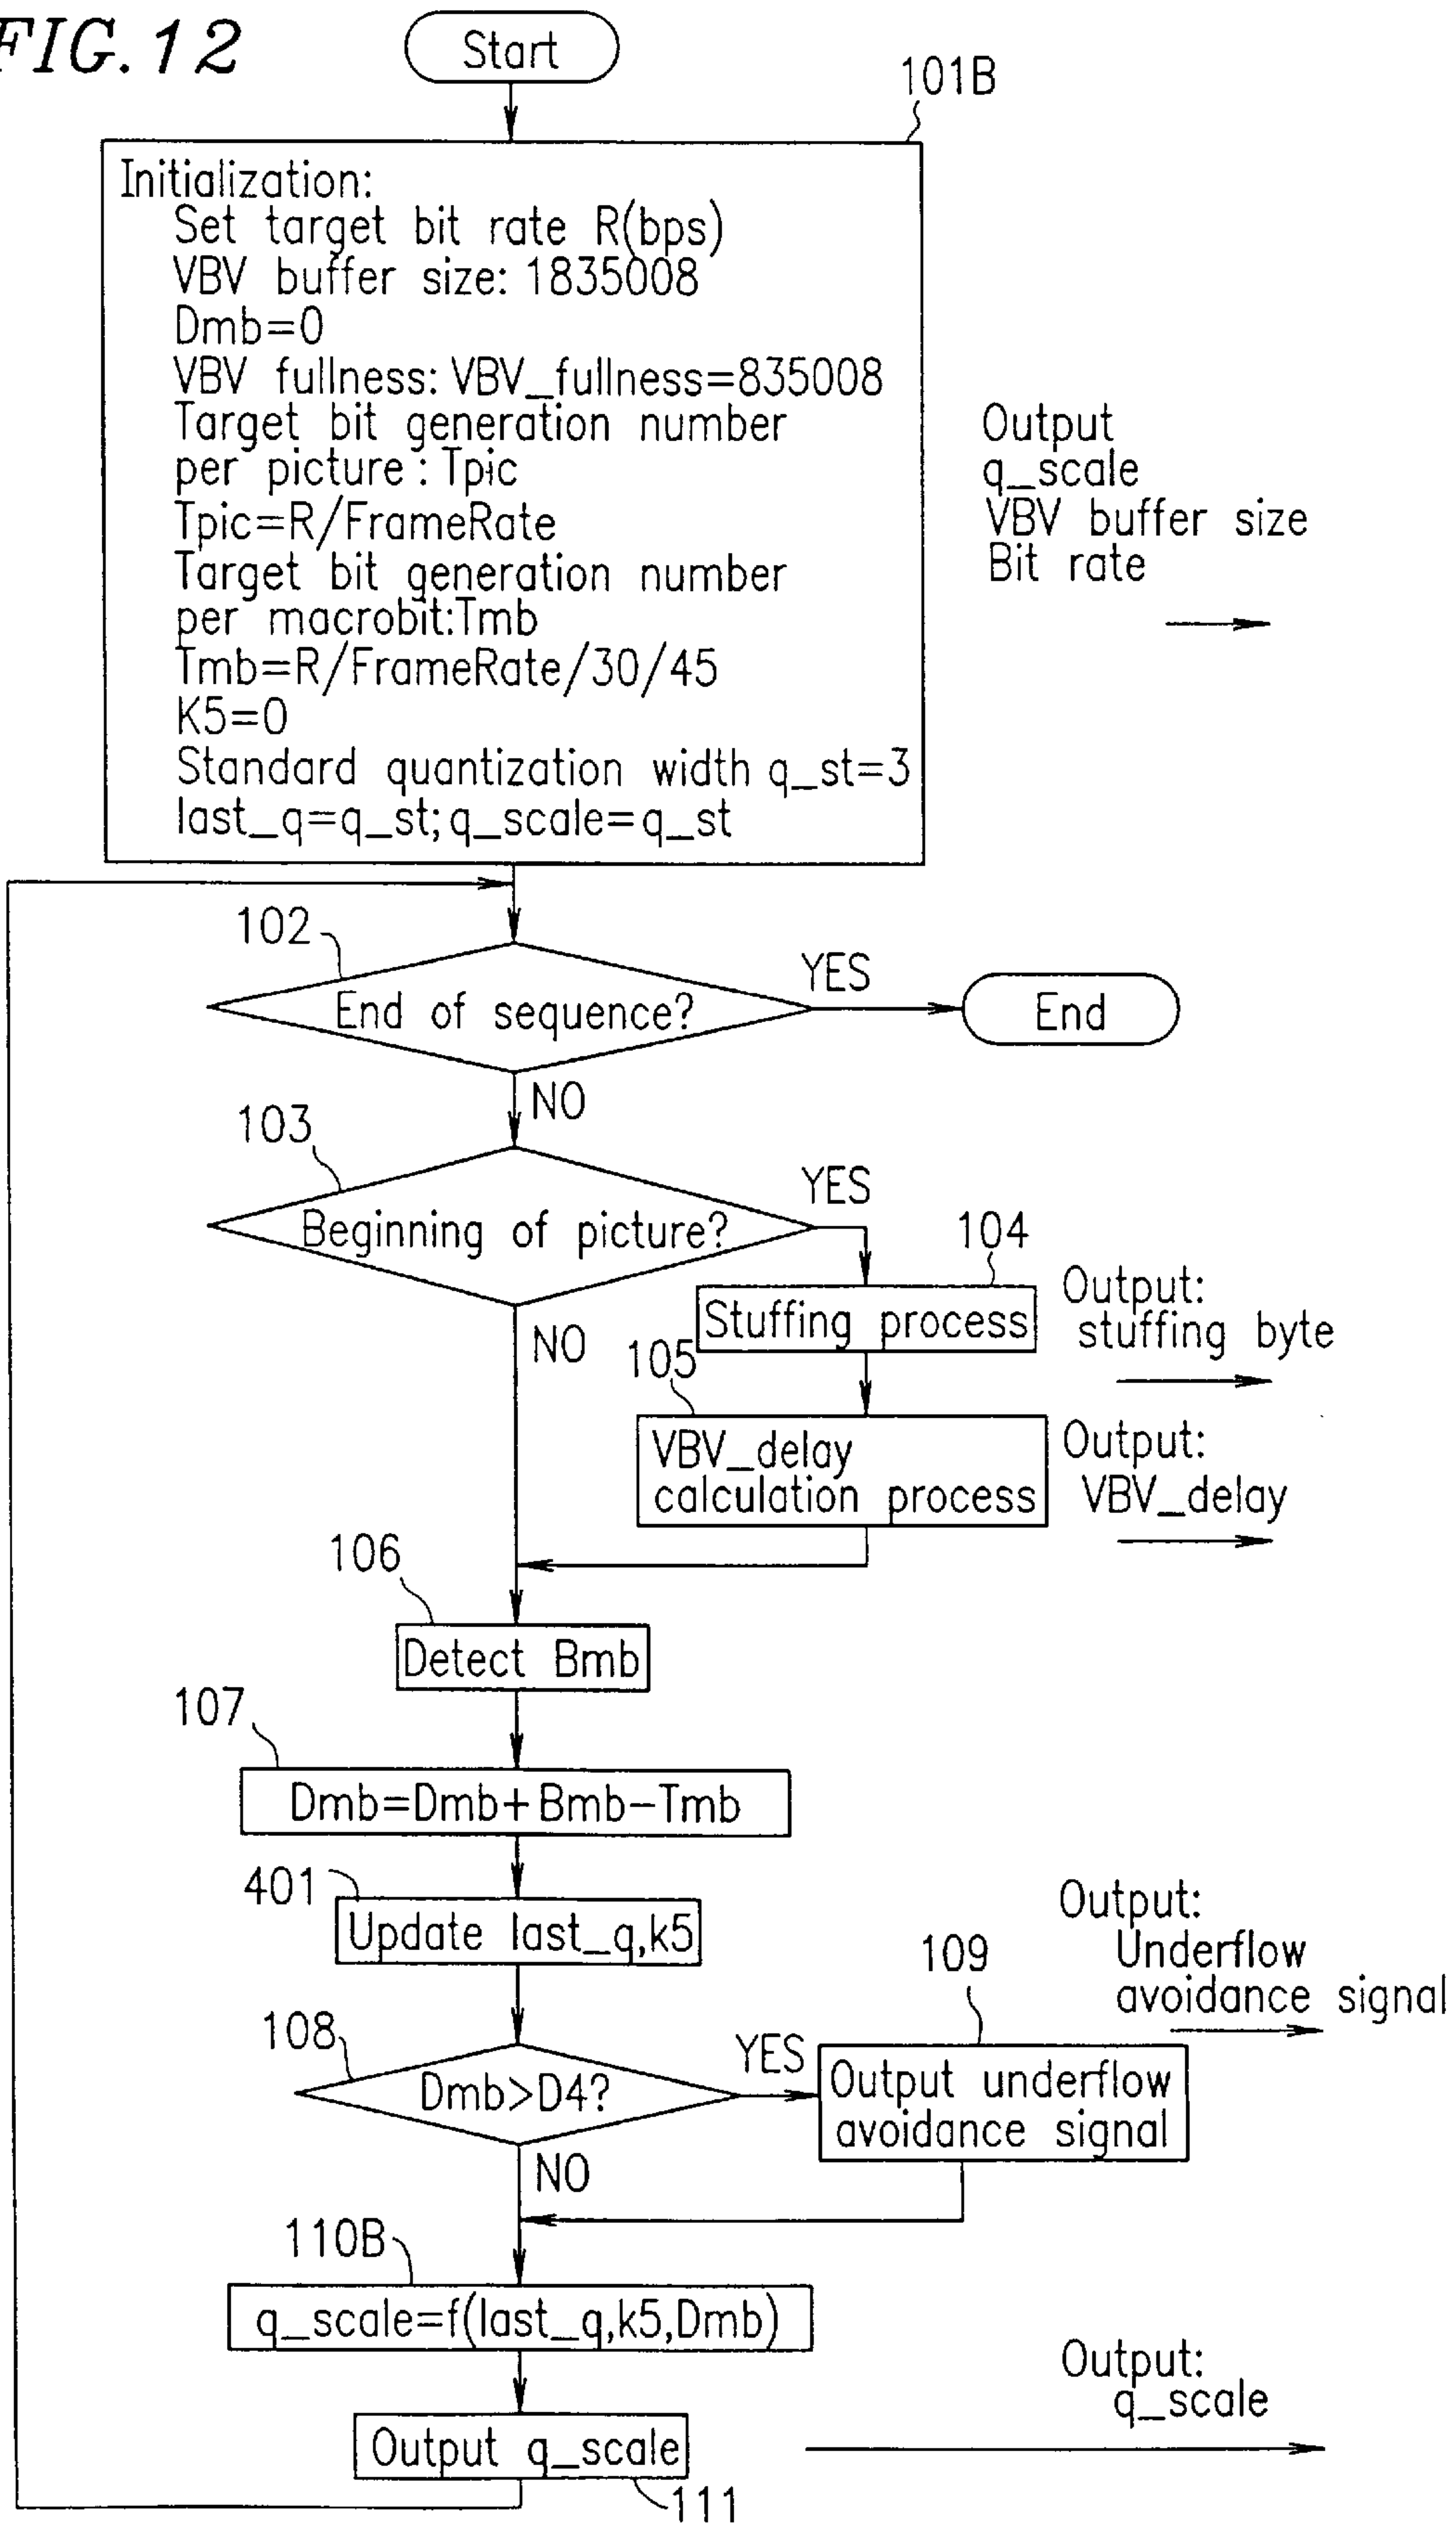 FIG. 12
Start
101B
Initialization:
Set target bit rate R(bps)
VBV buffer size: 1835008
Dmb=0
VBV fullness: VBV_fullness=835008
Target bit generation number
per picture : Tpic
Tpic=R/FrameRate
Target bit generation number
per macrobit:Tmb
Tmb=R/FrameRate/30/45
K5=0
Standard quantization width q_st=3
last_q=q_st; q_scale=q_st
Output
q_scale
VBV buffer size
Bit rate
102
End of sequence?
YES
End
NO
103
Beginning of picture?
YES
NO
104
Stuffing process
Output:
stuffing byte
105
VBV_delay
calculation process
Output:
VBV_delay
106
Detect Bmb
107
Dmb=Dmb+Bmb-Tmb
401
Update last_q,k5
108
Dmb>D4?
YES
NO
109
Output underflow
avoidance signal
Output:
Underflow
avoidance signal
110B
q_scale=f(last_q,k5,Dmb)
Output q_scale
111
Output:
q_scale